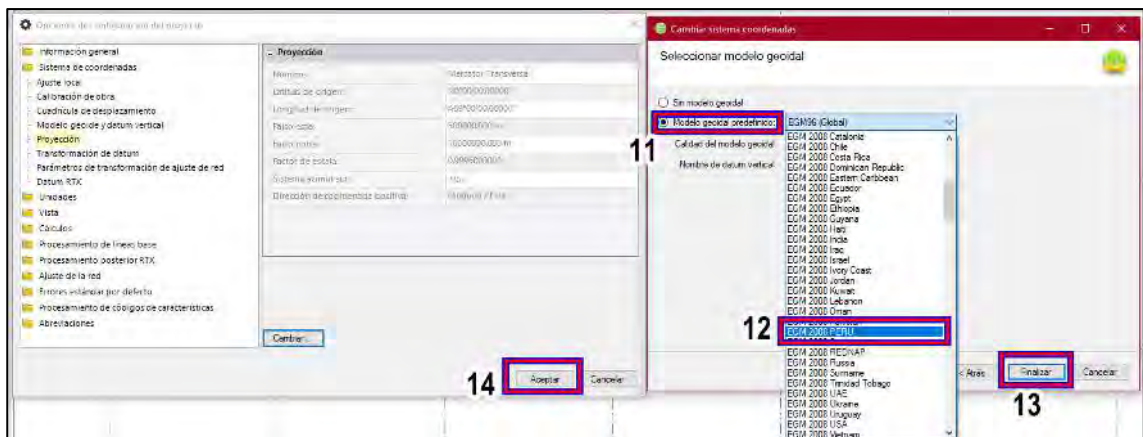 Opciones de configuración del proyecto
Información general
Sistema de coordenadas
Ajuste local
Calibración de obra
Cuadrícula de desplazamiento
Modelo geoide y datum vertical
Proyección
Transformación de datum
Parámetros de transformación de ajuste de red
Datum RTX
Unidades
Vista
Cálculos
Procesamiento de líneas base
Procesamiento posterior RTX
Ajuste de la red
Errores estándar por defecto
Procesamiento de códigos de características
Abreviaciones
Proyección
Mercator Transversa
Latitud de origen:
Longitud de origen:
Falso este:
Falso norte:
Factor de escala:
Cambiar...
14
Aceptar
Cancelar
Cambiar sistema coordenadas
Seleccionar modelo geoidal
Sin modelo geoidal
11
Modelo geoidal predefinido:
EGM96 (Global)
Calidad del modelo geoidal
Nombre de datum vertical
EGM 2008 Catalonia
EGM 2008 Chile
EGM 2008 Costa Rica
EGM 2008 Dominican Republic
EGM 2008 Eastern Caribbean
EGM 2008 Ecuador
EGM 2008 Egypt
EGM 2008 Ethiopia
EGM 2008 Guyana
EGM 2008 Haiti
EGM 2008 India
EGM 2008 Iraq
EGM 2008 Israel
EGM 2008 Ivory Coast
EGM 2008 Jordan
EGM 2008 Kuwait
EGM 2008 Lebanon
EGM 2008 Oman
12
EGM 2008 PERU
EGM 2008 REDNAP
EGM 2008 Russia
EGM 2008 Suriname
EGM 2008 Trinidad Tobago
EGM 2008 UAE
EGM 2008 Ukraine
EGM 2008 Uruguay
EGM 2008 USA
EGM 2008 Vietnam
< Atrás
Finalizar
Cancelar
13